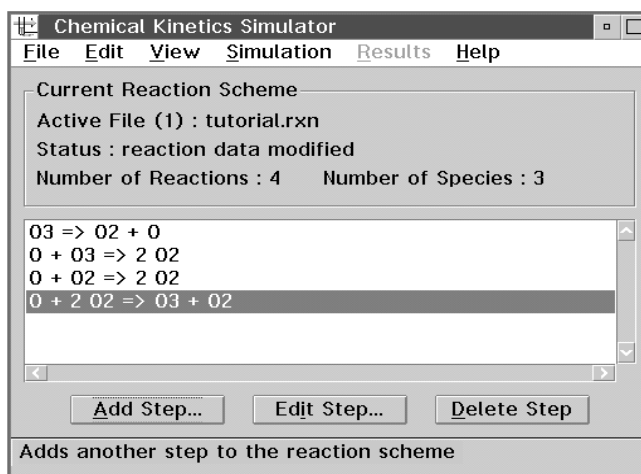 Chemical Kinetics Simulator
File Edit View Simulation Results Help
Current Reaction Scheme
Active File (1) : tutorial.rxn
Status : reaction data modified
Number of Reactions : 4 Number of Species : 3
O3 => O2 + O
O + O3 => 2 O2
O + O2 => 2 O2
O + 2 O2 => O3 + O2
Add Step... Edit Step... Delete Step
Adds another step to the reaction scheme